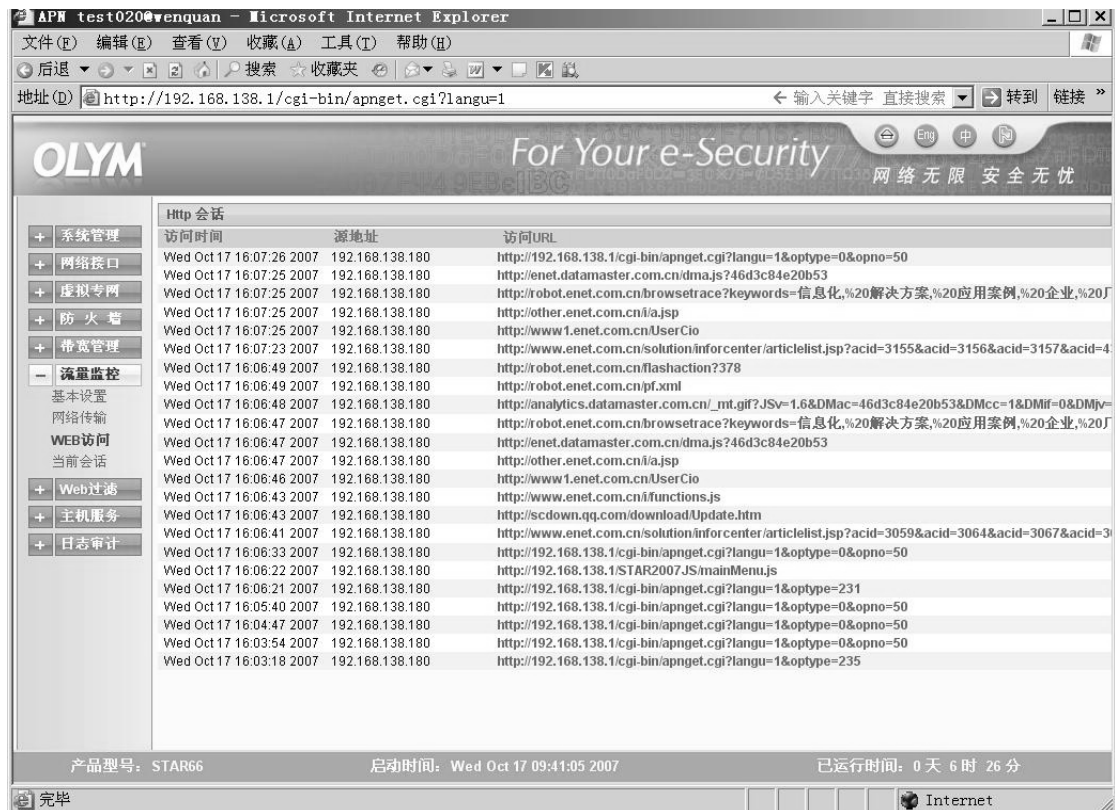 APN test020@wenquan - Microsoft Internet Explorer
文件(F) 编辑(E) 查看(V) 收藏(A) 工具(T) 帮助(H)
后退 搜索 收藏夹
地址(D) http://192.168.138.1/cgi-bin/apnget.cgi?langu=1 输入关键字 直接搜索 转到 链接 »
OLYM
For Your e-Security
Eng 中
网络无限 安全无忧
Http 会话
访问时间 源地址 访问URL
Wed Oct 17 16:07:26 2007 192.168.138.180 http://192.168.138.1/cgi-bin/apnget.cgi?langu=1&optype=0&opno=50
Wed Oct 17 16:07:25 2007 192.168.138.180 http://enet.datamaster.com.cn/dma.js?46d3c84e20b53
Wed Oct 17 16:07:25 2007 192.168.138.180 http://robot.enet.com.cn/browsetrace?keywords=信息化,%20解决方案,%20应用案例,%20企业,%20
Wed Oct 17 16:07:25 2007 192.168.138.180 http://other.enet.com.cn/i/a.jsp
Wed Oct 17 16:07:25 2007 192.168.138.180 http://www1.enet.com.cn/UserCio
Wed Oct 17 16:07:23 2007 192.168.138.180 http://www.enet.com.cn/solution/inforcenter/articlelist.jsp?acid=3155&acid=3156&acid=3157&acid=4
Wed Oct 17 16:06:49 2007 192.168.138.180 http://robot.enet.com.cn/flashaction?378
Wed Oct 17 16:06:49 2007 192.168.138.180 http://robot.enet.com.cn/pf.xml
Wed Oct 17 16:06:48 2007 192.168.138.180 http://analytics.datamaster.com.cn/_mt.gif?JSv=1.6&DMac=46d3c84e20b53&DMcc=1&DMif=0&DMjv=
Wed Oct 17 16:06:47 2007 192.168.138.180 http://robot.enet.com.cn/browsetrace?keywords=信息化,%20解决方案,%20应用案例,%20企业,%20
Wed Oct 17 16:06:47 2007 192.168.138.180 http://enet.datamaster.com.cn/dma.js?46d3c84e20b53
Wed Oct 17 16:06:47 2007 192.168.138.180 http://other.enet.com.cn/i/a.jsp
Wed Oct 17 16:06:46 2007 192.168.138.180 http://www1.enet.com.cn/UserCio
Wed Oct 17 16:06:43 2007 192.168.138.180 http://www.enet.com.cn/i/functions.js
Wed Oct 17 16:06:43 2007 192.168.138.180 http://scdown.qq.com/download/Update.htm
Wed Oct 17 16:06:41 2007 192.168.138.180 http://www.enet.com.cn/solution/inforcenter/articlelist.jsp?acid=3059&acid=3064&acid=3067&acid=3
Wed Oct 17 16:06:33 2007 192.168.138.180 http://192.168.138.1/cgi-bin/apnget.cgi?langu=1&optype=0&opno=50
Wed Oct 17 16:06:22 2007 192.168.138.180 http://192.168.138.1/STAR2007JS/mainMenu.js
Wed Oct 17 16:06:21 2007 192.168.138.180 http://192.168.138.1/cgi-bin/apnget.cgi?langu=1&optype=231
Wed Oct 17 16:05:40 2007 192.168.138.180 http://192.168.138.1/cgi-bin/apnget.cgi?langu=1&optype=0&opno=50
Wed Oct 17 16:04:47 2007 192.168.138.180 http://192.168.138.1/cgi-bin/apnget.cgi?langu=1&optype=0&opno=50
Wed Oct 17 16:03:54 2007 192.168.138.180 http://192.168.138.1/cgi-bin/apnget.cgi?langu=1&optype=0&opno=50
Wed Oct 17 16:03:18 2007 192.168.138.180 http://192.168.138.1/cgi-bin/apnget.cgi?langu=1&optype=235
+ 系统管理
+ 网络接口
+ 虚拟专网
+ 防火墙
+ 带宽管理
- 流量监控
基本设置
网络传输
WEB访问
当前会话
+ Web过滤
+ 主机服务
+ 日志审计
产品型号：STAR66 启动时间：Wed Oct 17 09:41:05 2007 已运行时间：0 天 6 时 26 分
完毕 Internet